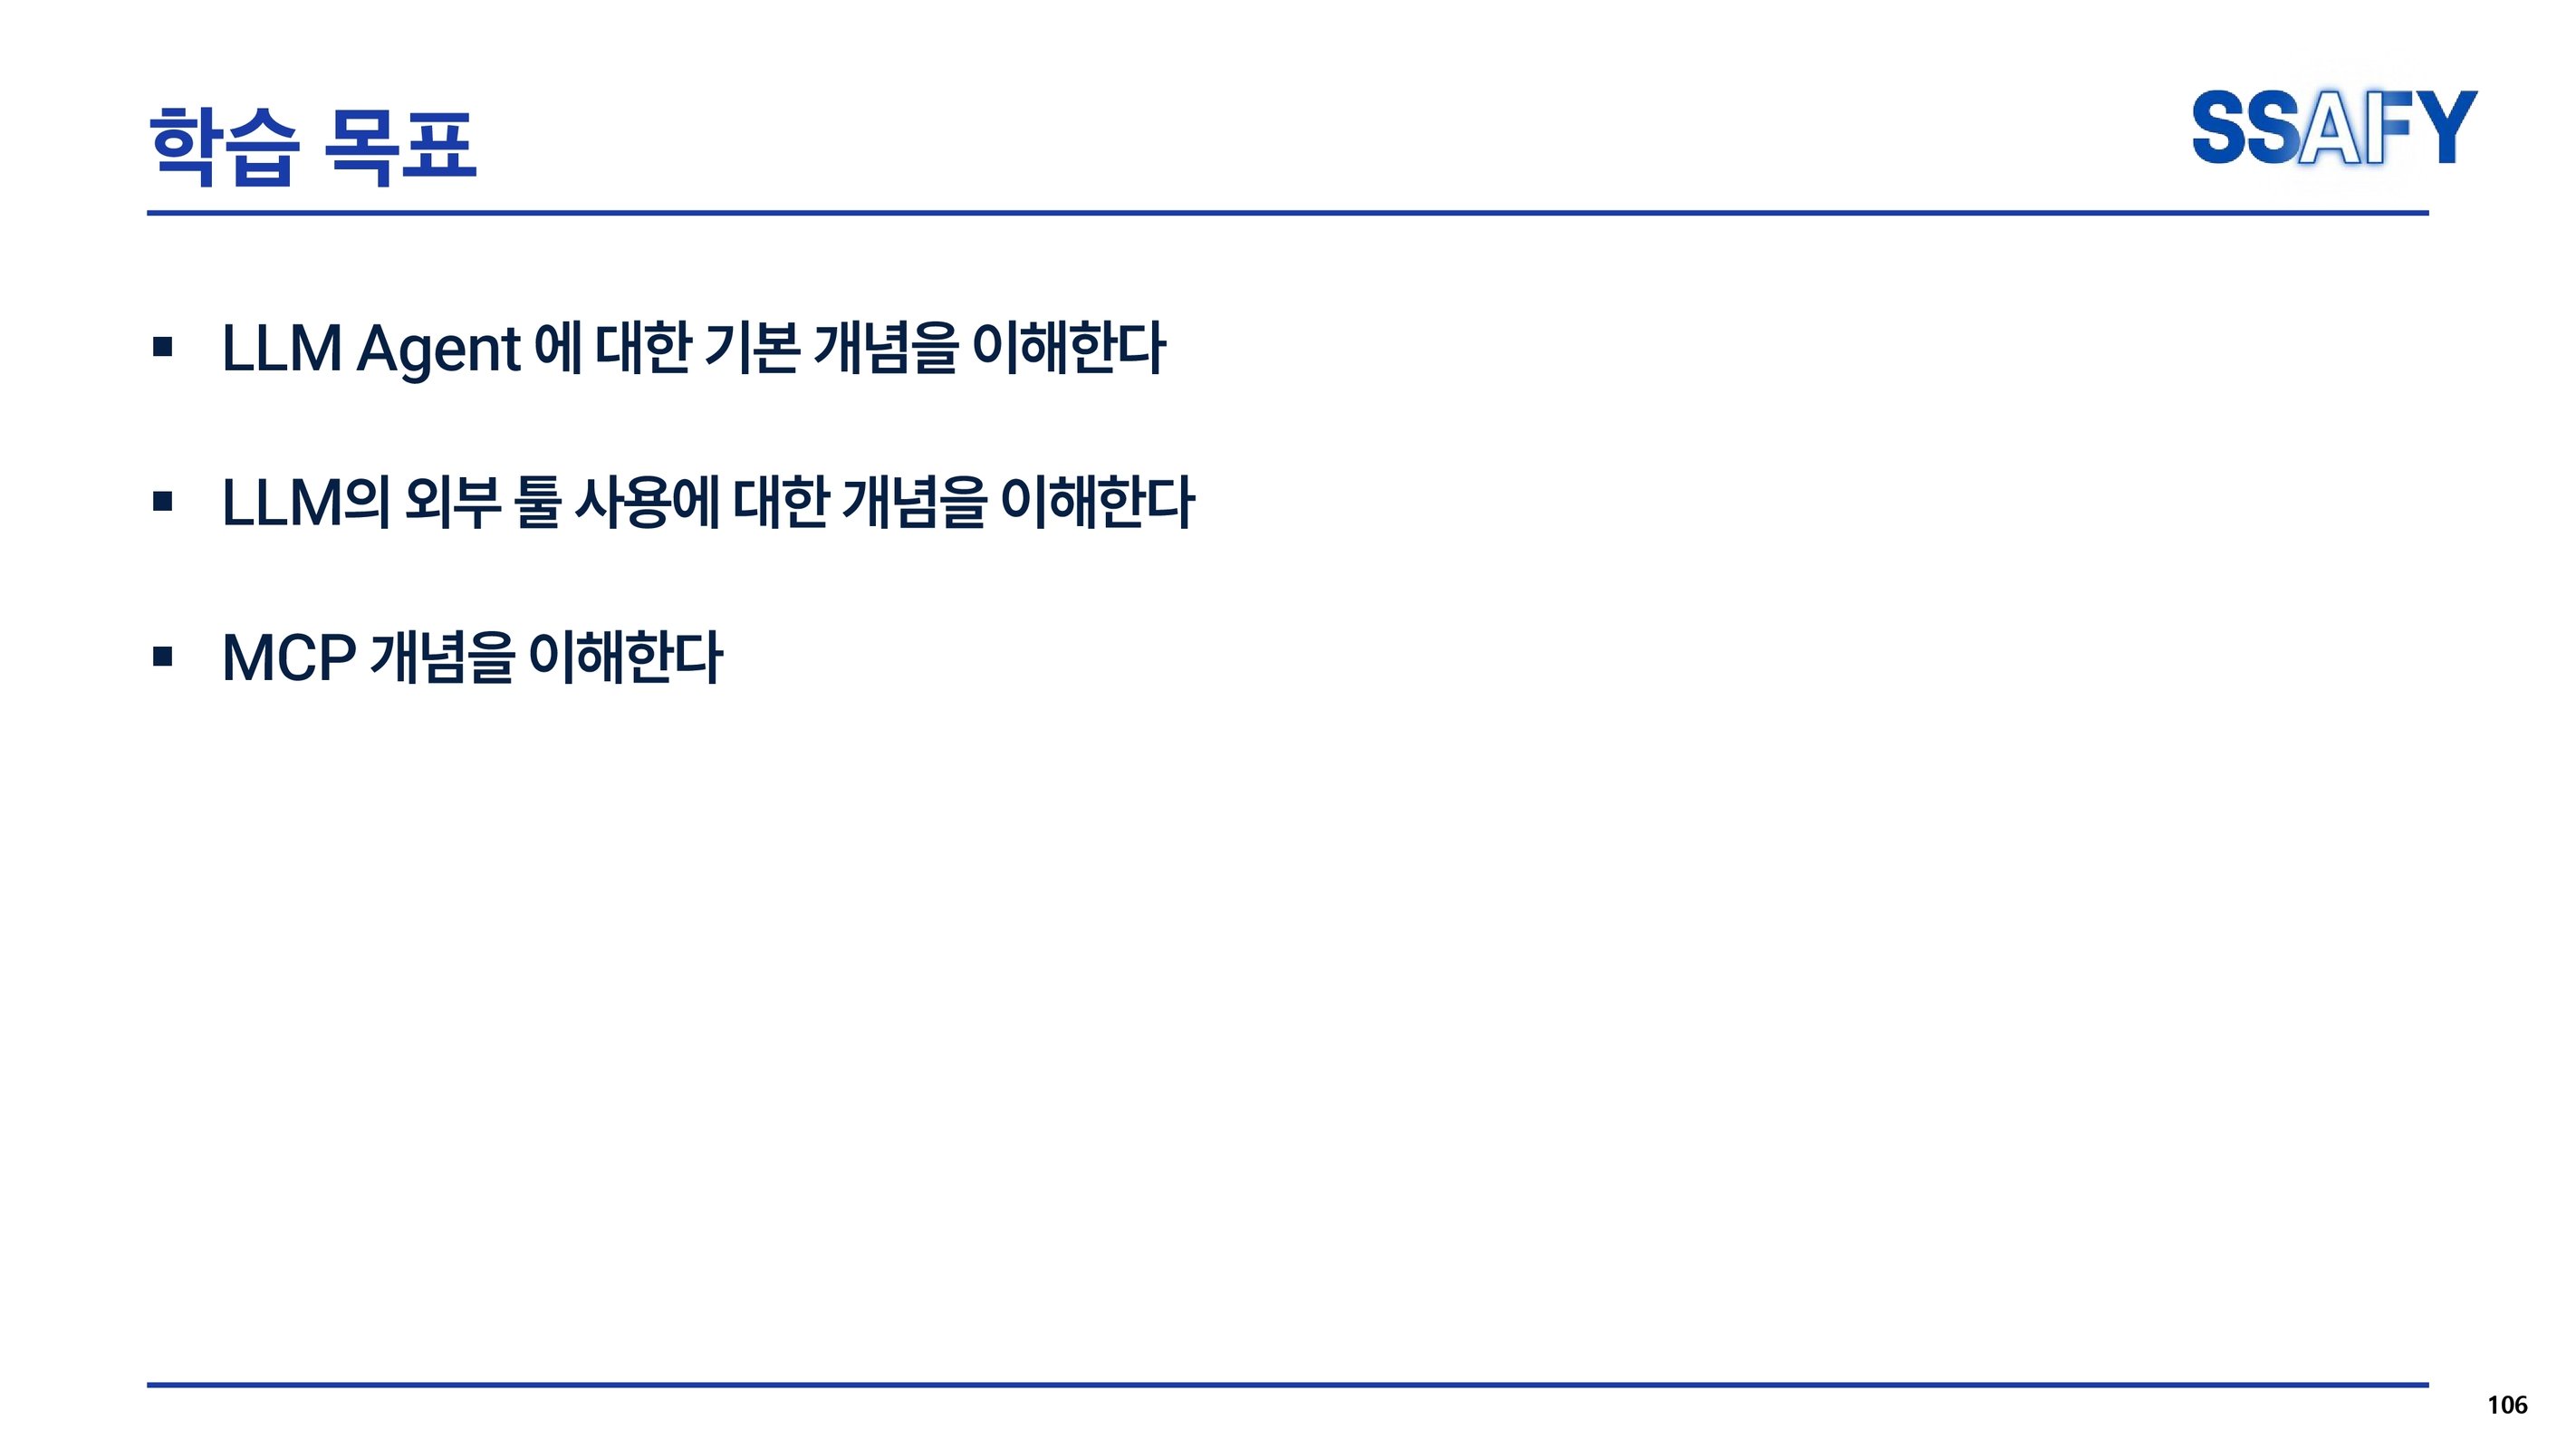 학습 목표
SSAFY
▪ LLM Agent 에 대한 기본 개념을 이해한다
▪ LLM의 외부 툴 사용에 대한 개념을 이해한다
▪ MCP 개념을 이해한다
106